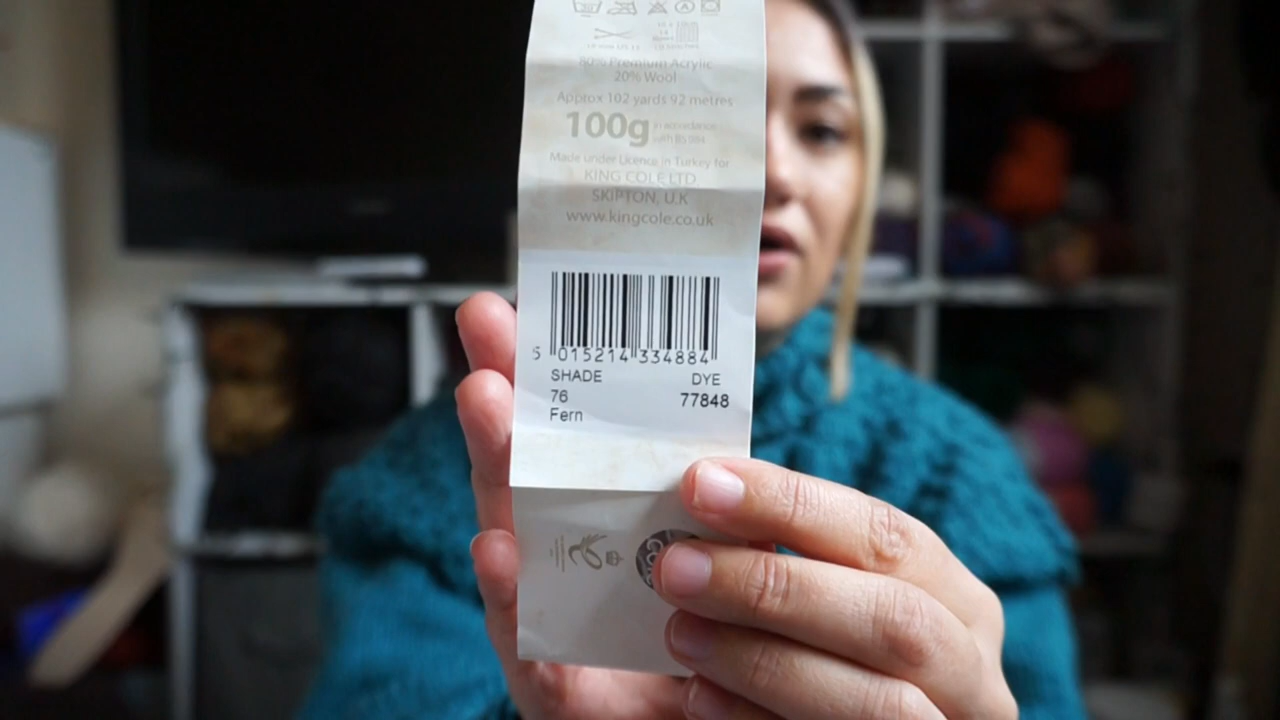 80% Premium Acrylic
20% Wool
Approx 102 yards 92 metres
100g in accordance
with BS 984
Made under Licence in Turkey for
KING COLE LTD.
SKIPTON, U.K
www.kingcole.co.uk
5 015214 334884
SHADE DYE
76 77848
Fern